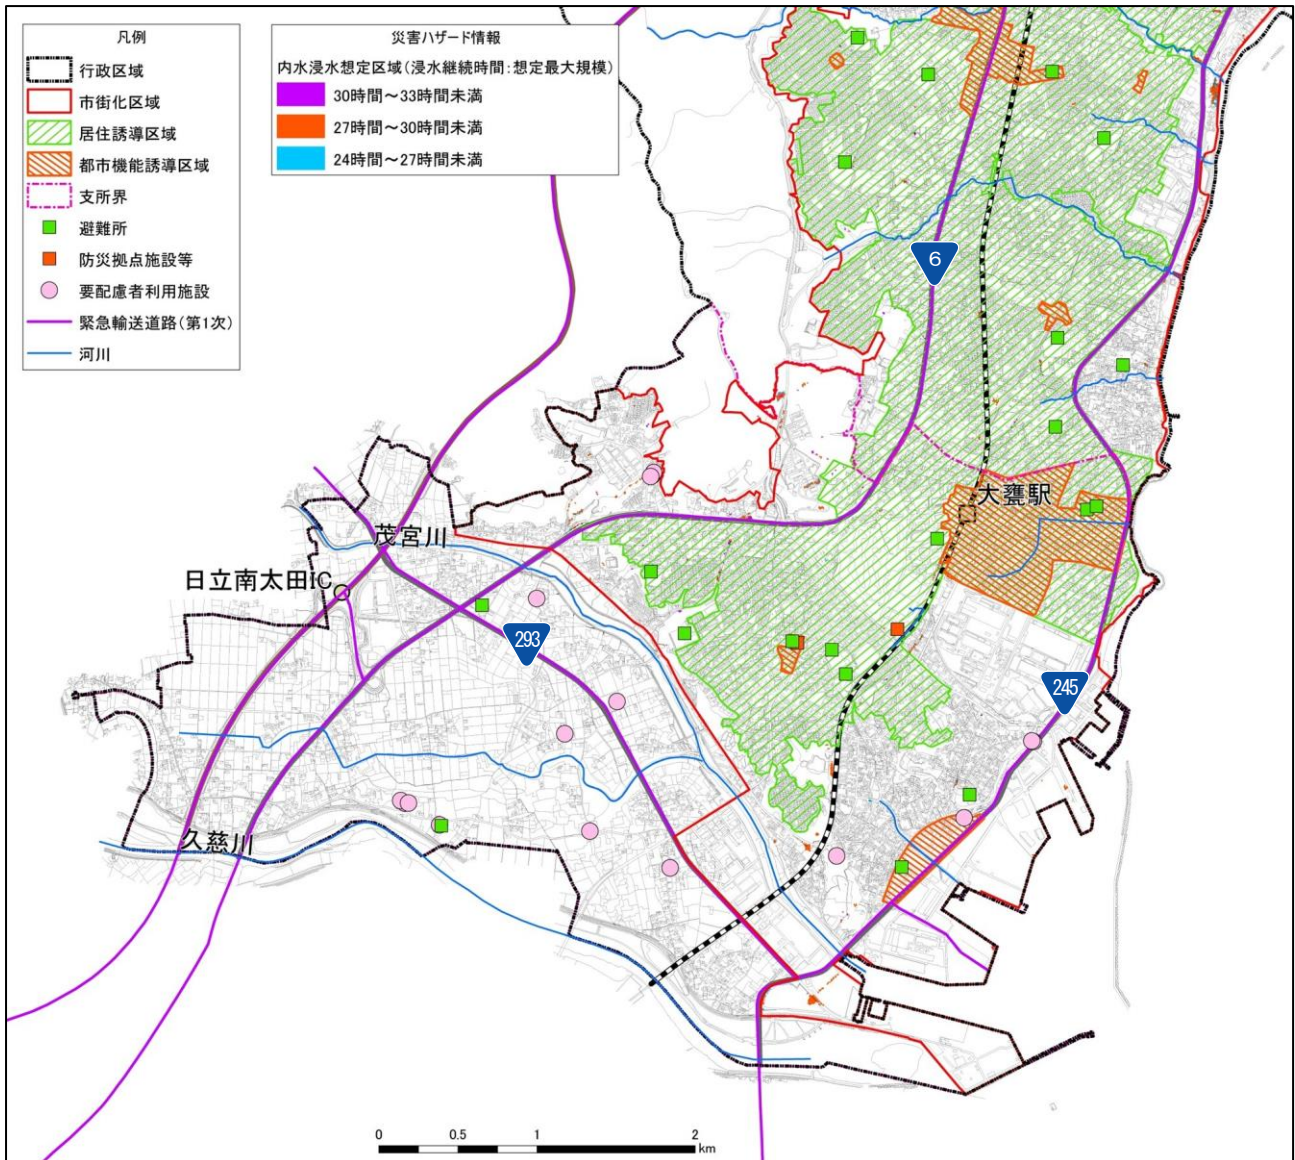 凡例
行政区域
市街化区域
居住誘導区域
都市機能誘導区域
支所界
避難所
防災拠点施設等
要配慮者利用施設
緊急輸送道路(第1次)
河川
災害ハザード情報
内水浸水想定区域(浸水継続時間:想定最大規模)
30時間～33時間未満
27時間～30時間未満
24時間～27時間未満
6
大甕駅
茂宮川
日立南太田IC
293
245
久慈川
0 0.5 1 2
km